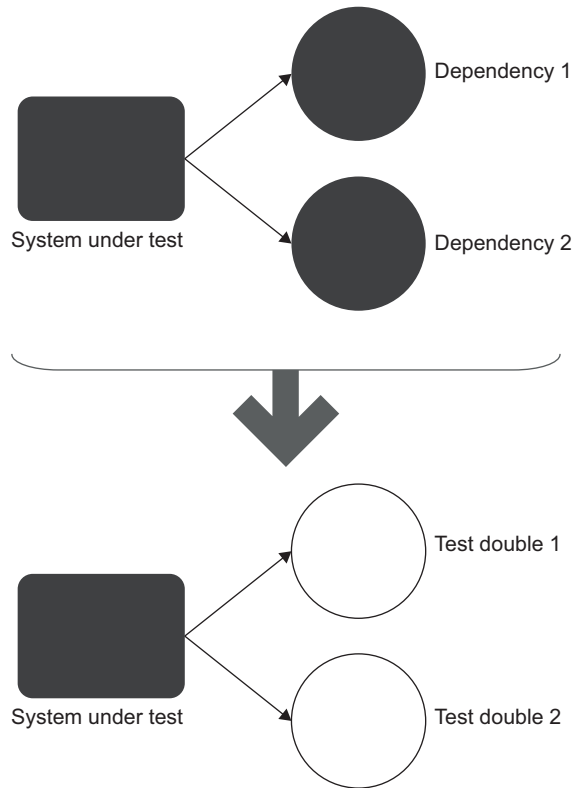 Dependency 1
System under test
Dependency 2
Test double 1
System under test
Test double 2